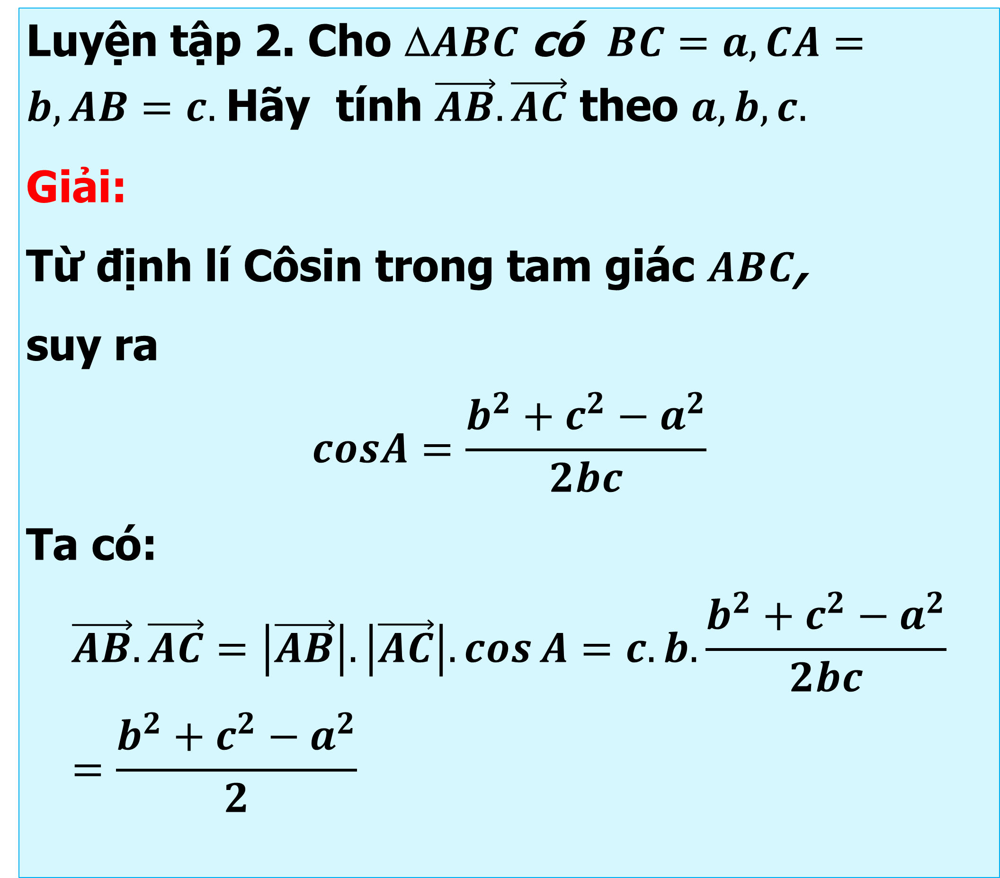 Luyện tập 2. Cho △ABC có BC = a, CA =
b, AB = c. Hãy tính $\overrightarrow{AB}.\overrightarrow{AC}$ theo a, b, c.
Giải:
Từ định lí Côsin trong tam giác ABC,
suy ra
$cosA = \frac{b^2 + c^2 - a^2}{2bc}$
Ta có:
$\overrightarrow{AB}.\overrightarrow{AC} = |\overrightarrow{AB}|.|\overrightarrow{AC}|.cos A = c.b.\frac{b^2 + c^2 - a^2}{2bc}$
$= \frac{b^2 + c^2 - a^2}{2}$